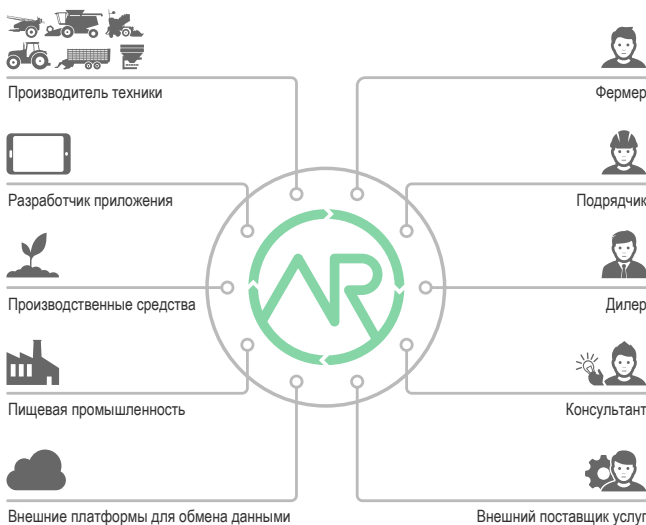 Производитель техники
Фермер
Разработчик приложения
Подрядчик
AR
Производственные средства
Дилер
Пищевая промышленность
Консультант
Внешние платформы для обмена данными
Внешний поставщик услуг